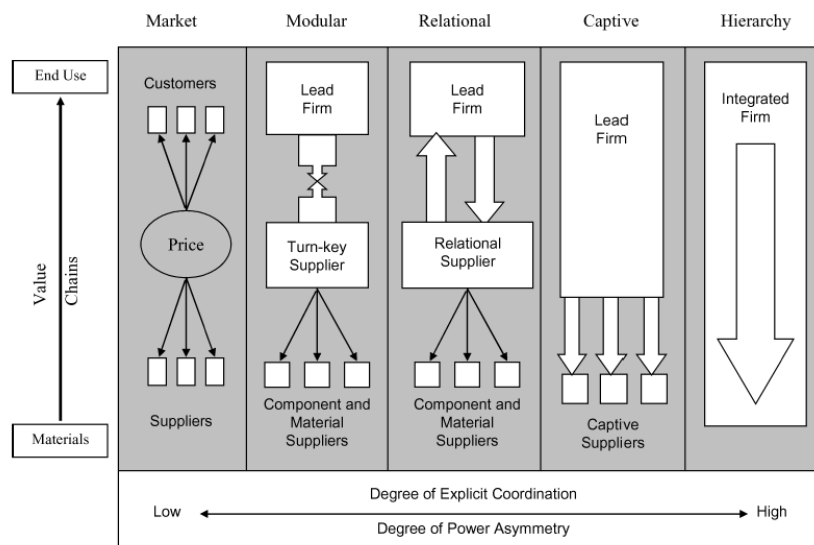 Market
Modular
Relational
Captive
Hierarchy
End Use
Value
Chains
Materials
Customers
Price
Suppliers
Lead
Firm
Turn-key
Supplier
Component and
Material
Suppliers
Lead
Firm
Relational
Supplier
Component and
Material
Suppliers
Lead
Firm
Captive
Suppliers
Integrated
Firm
Degree of Explicit Coordination
Low
High
Degree of Power Asymmetry